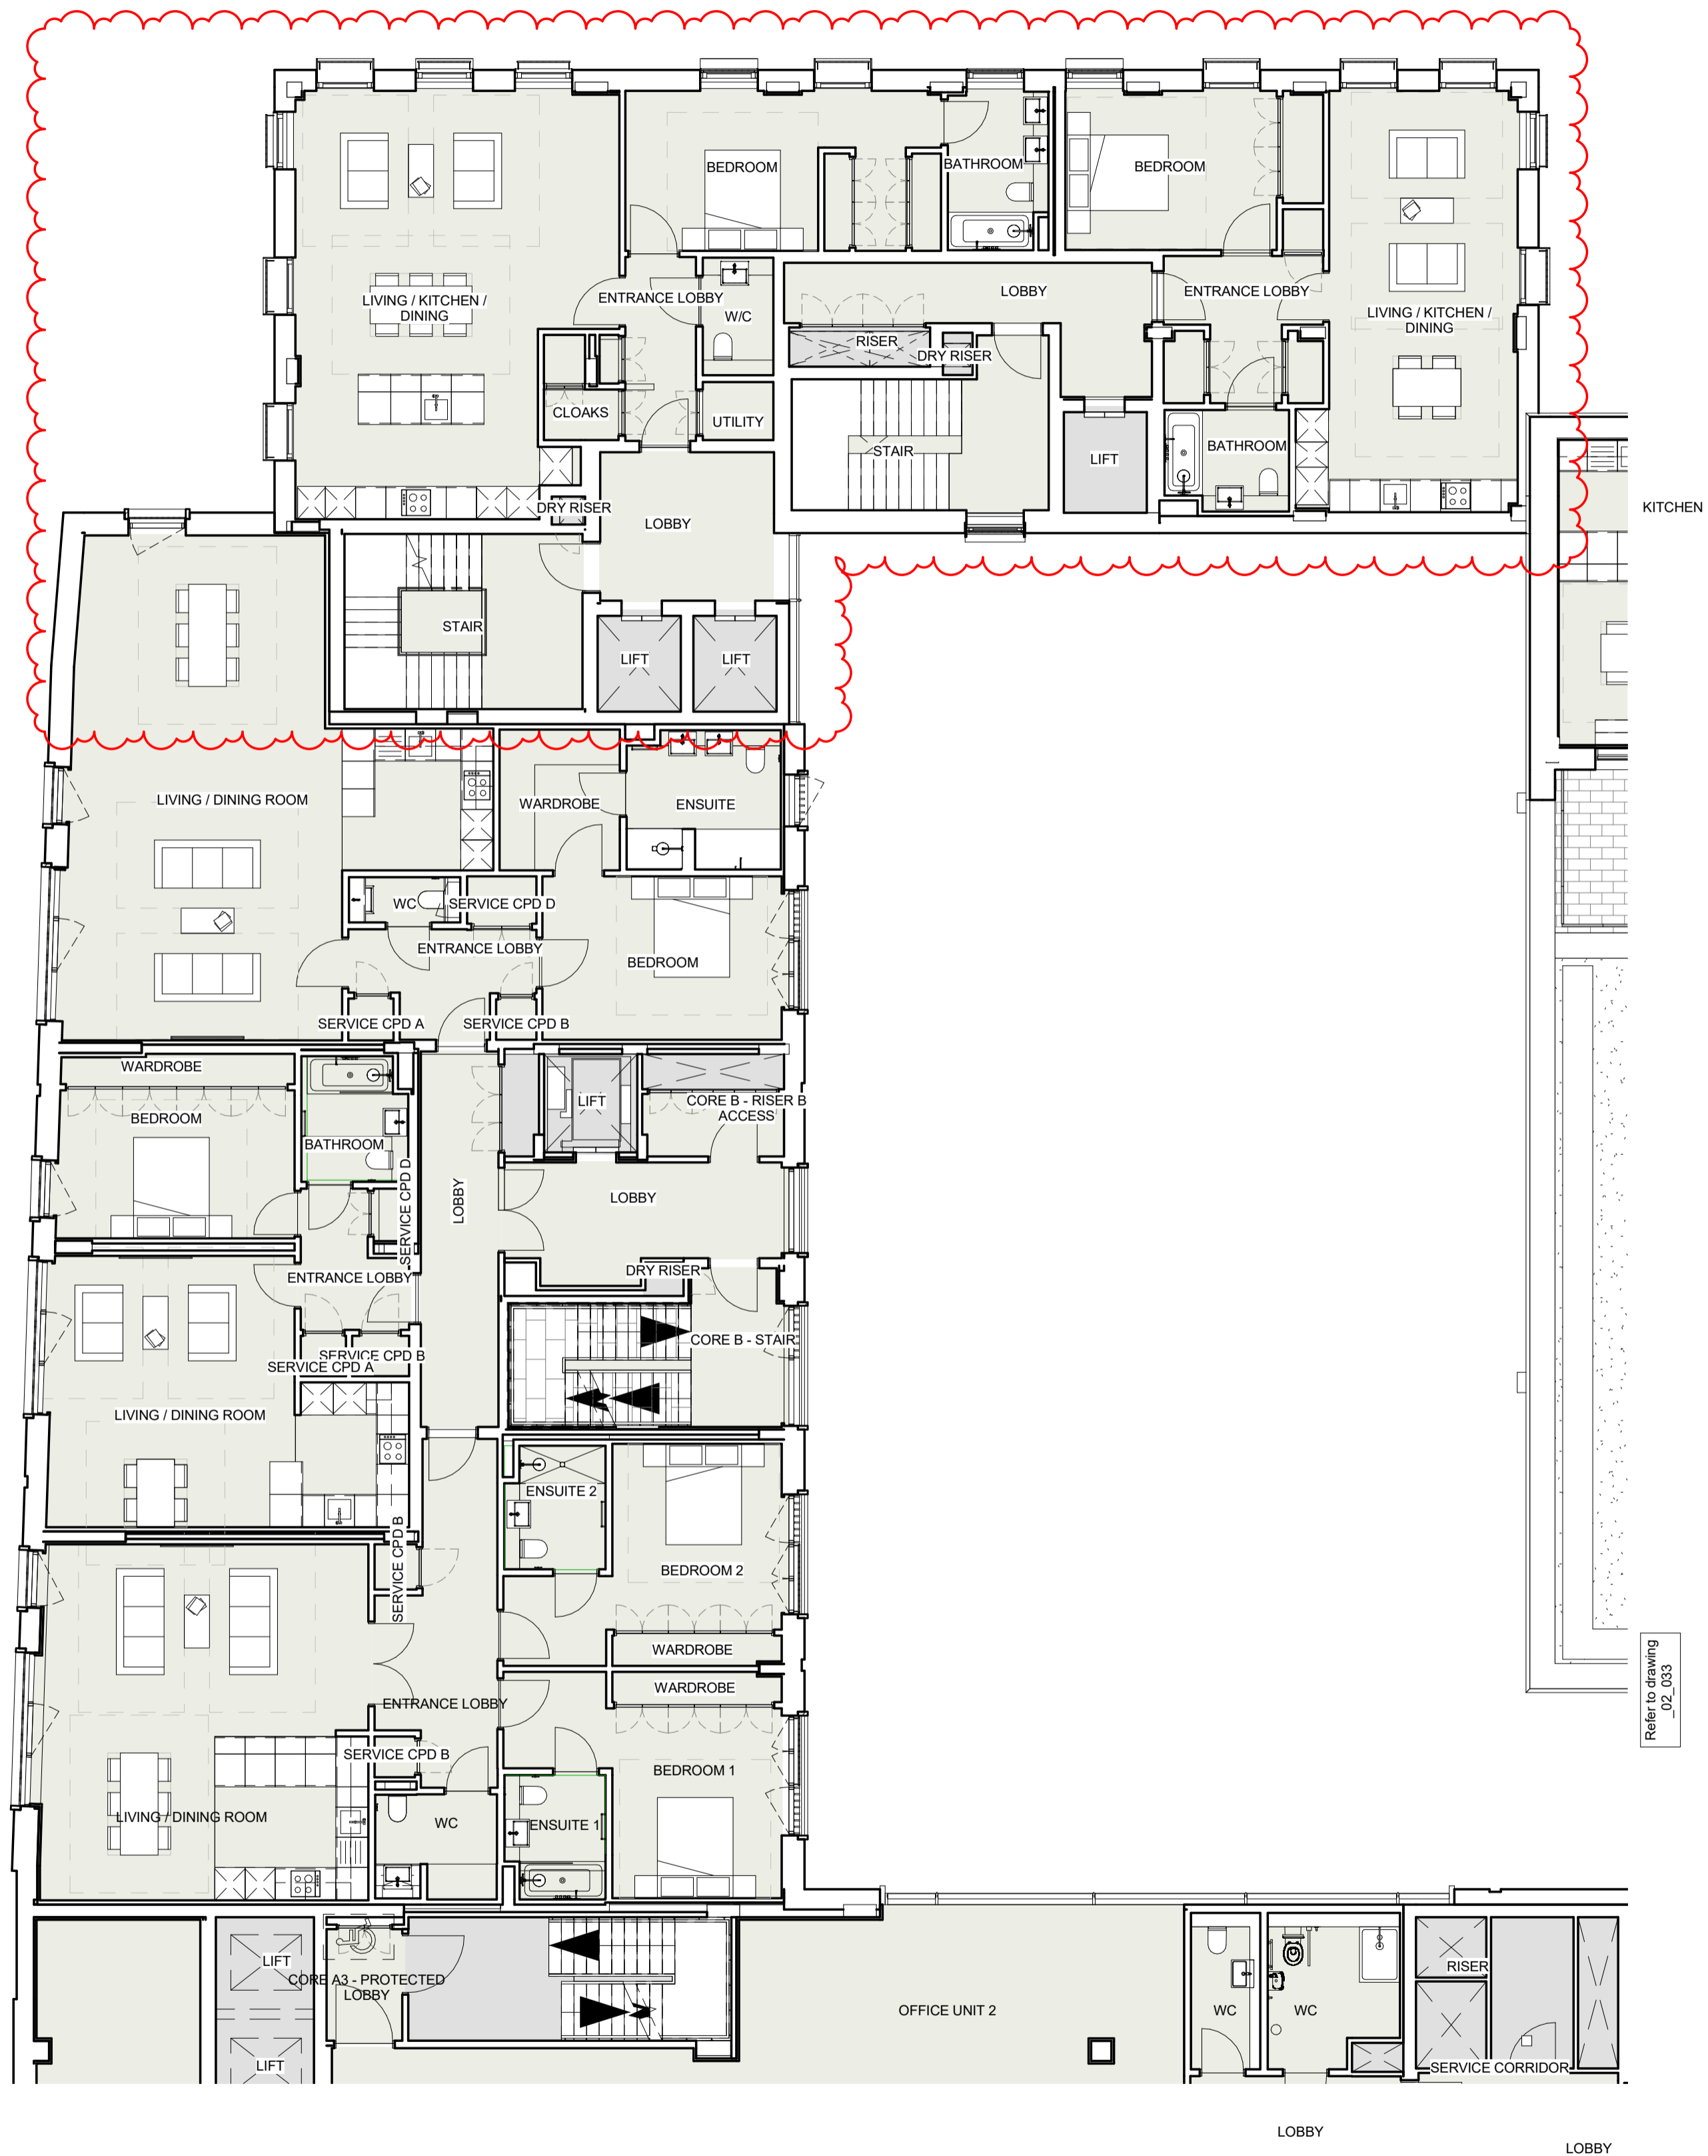 BEDROOM
BATHROOM
BEDROOM
LIVING / KITCHEN /
DINING
ENTRANCE LOBBY
W/C
LOBBY
ENTRANCE LOBBY
LIVING / KITCHEN /
DINING
RISER
DRY RISER
CLOAKS
UTILITY
STAIR
LIFT
BATHROOM
DRY RISER
LOBBY
KITCHEN
STAIR
LIFT
LIFT
LIVING / DINING ROOM
WARDROBE
ENSUITE
WC
SERVICE CPD D
ENTRANCE LOBBY
BEDROOM
SERVICE CPD A
SERVICE CPD B
WARDROBE
BEDROOM
BATHROOM
SERVICE CPD D
LOBBY
LIFT
CORE B - RISER B
ACCESS
LOBBY
ENTRANCE LOBBY
DRY RISER
SERVICE CPD B
SERVICE CPD A
CORE B - STAIR
LIVING / DINING ROOM
ENSUITE 2
SERVICE CPD B
BEDROOM 2
WARDROBE
WARDROBE
ENTRANCE LOBBY
SERVICE CPD B
BEDROOM 1
LIVING / DINING ROOM
WC
ENSUITE 1
Refer to drawing
_02_033
LIFT
CORE A3 - PROTECTED
LOBBY
LIFT
OFFICE UNIT 2
WC
WC
RISER
SERVICE CORRIDOR
LOBBY
LOBBY